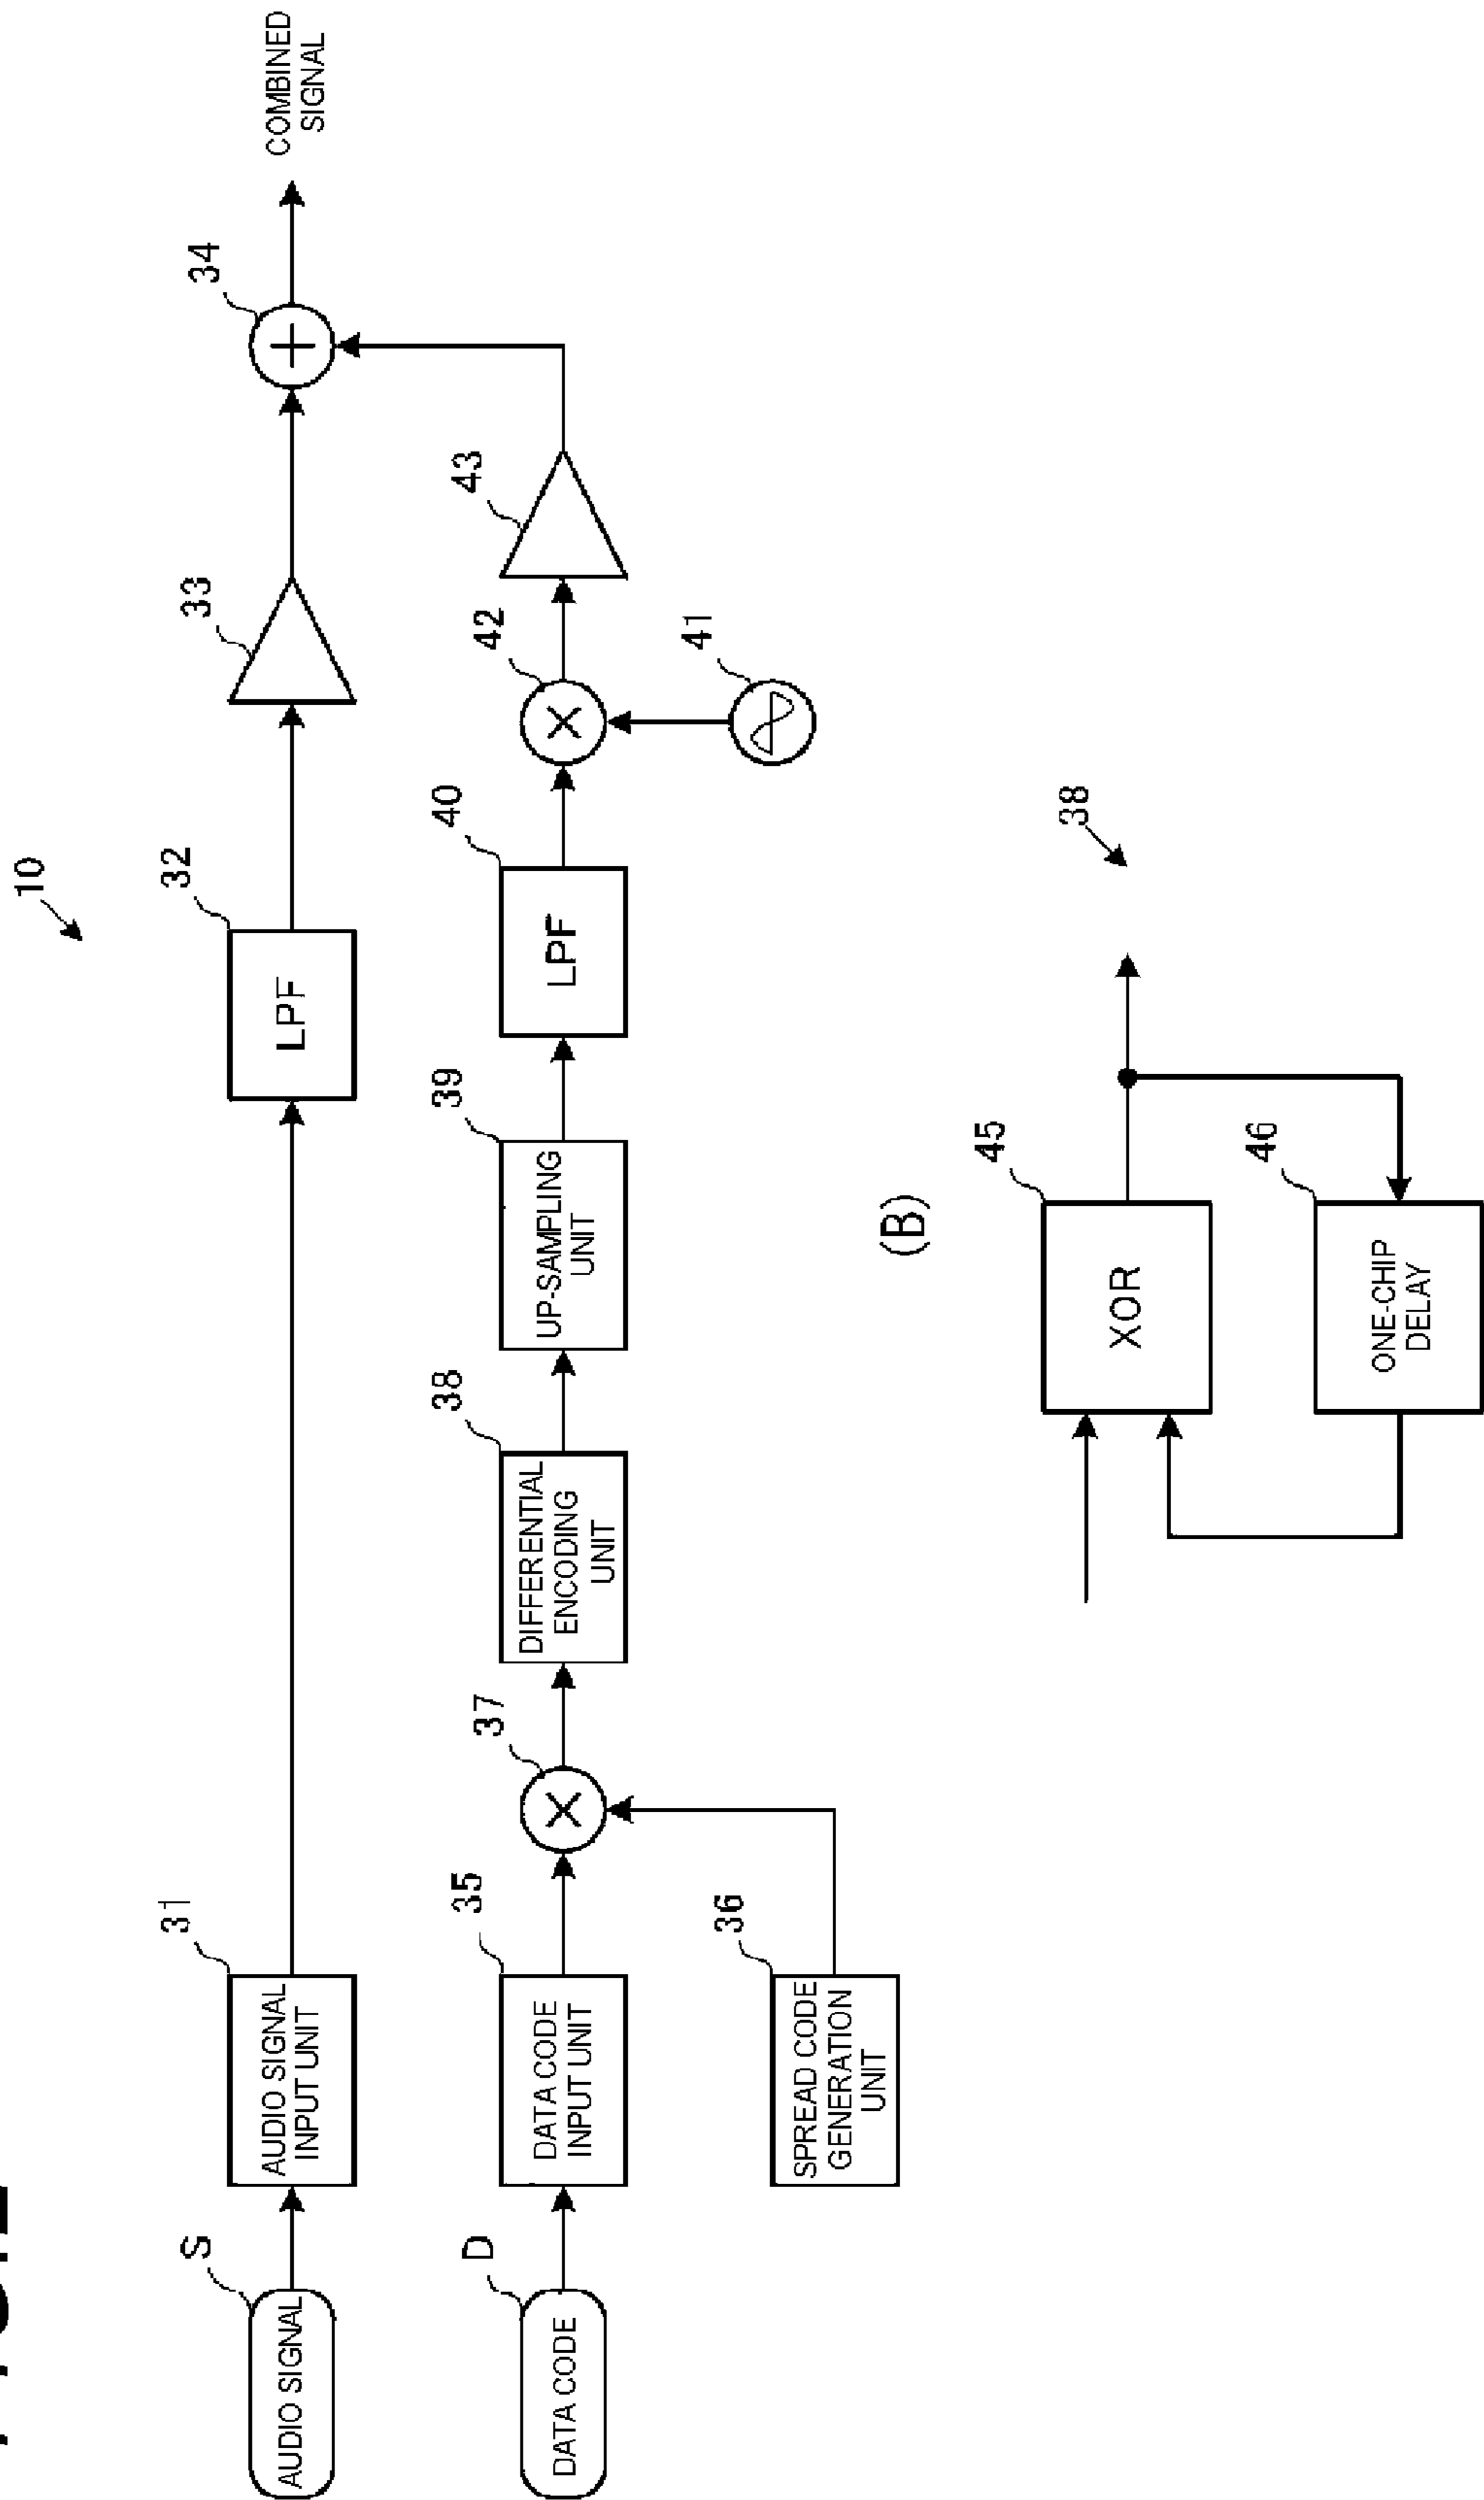 10
AUDIO SIGNAL
S
AUDIO SIGNAL
INPUT UNIT
31
LPF
32
33
34
COMBINED
SIGNAL
DATA CODE
D
DATA CODE
INPUT UNIT
35
37
DIFFERENTIAL
ENCODING
UNIT
38
UP-SAMPLING
UNIT
39
LPF
40
42
43
SPREAD CODE
GENERATION
UNIT
36
41
(B)
38
XOR
45
ONE-CHIP
DELAY
46